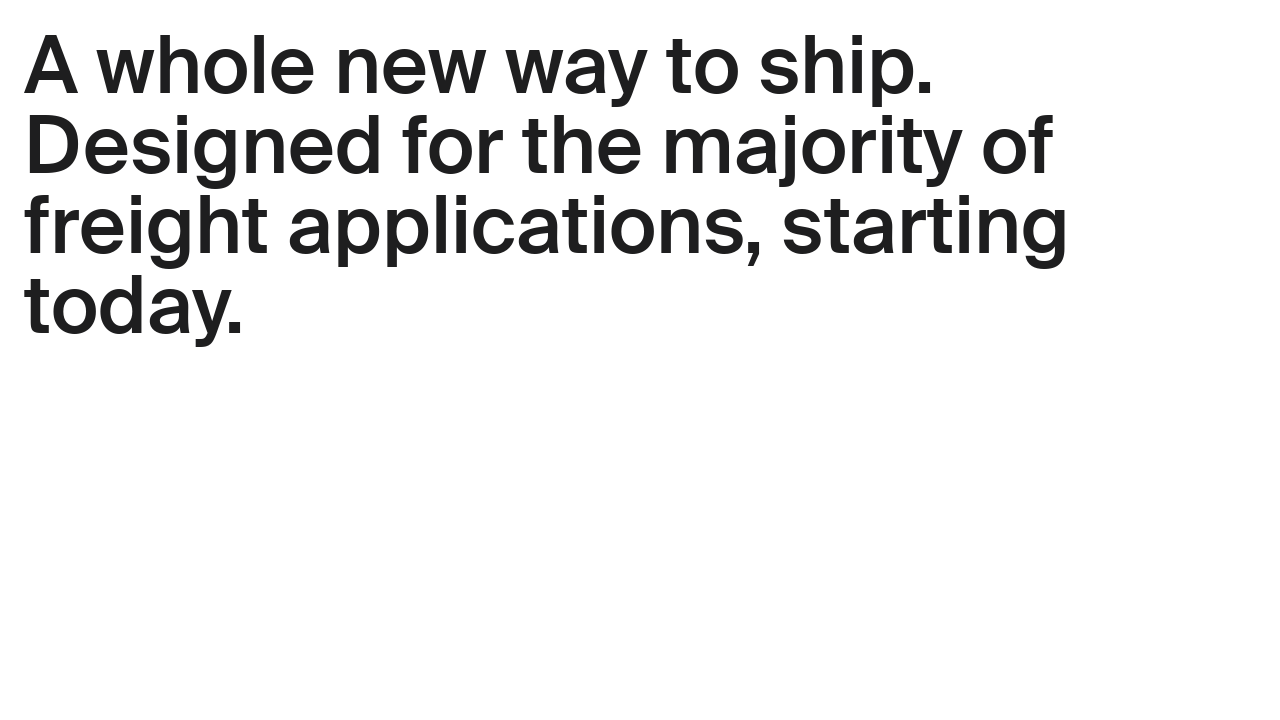 A whole new way to ship.
Designed for the majority of
freight applications, starting
today.